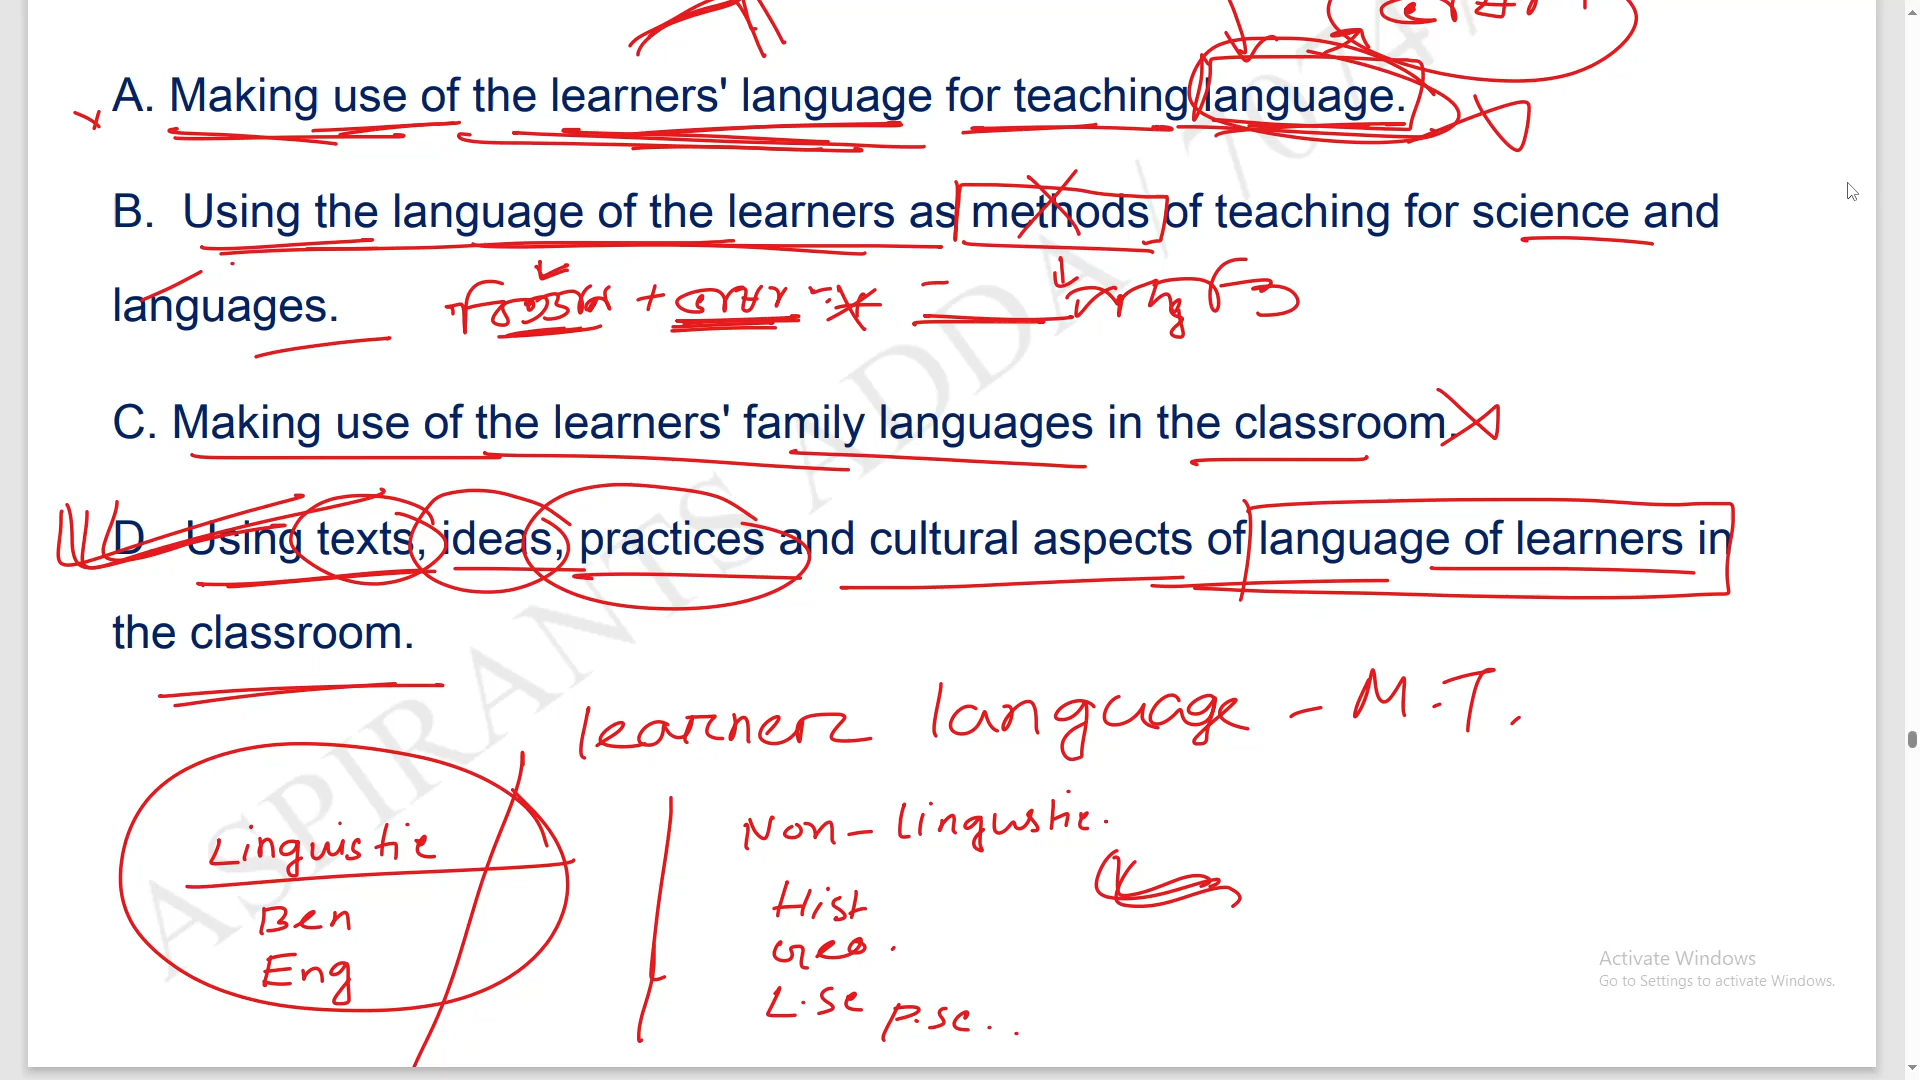 A. Making use of the learners' language for teaching language.
B. Using the language of the learners as methods of teaching for science and
languages.
C. Making use of the learners' family languages in the classroom.
D. Using texts, ideas, practices and cultural aspects of language of learners in
the classroom.
learner language - M.T.
Linguistic
Ben
Eng
Non-Linguistic.
Hist
Geo.
L.Sc P.Sc..
ASPIRANTS ADDA / 7074
Activate Windows
Go to Settings to activate Windows.